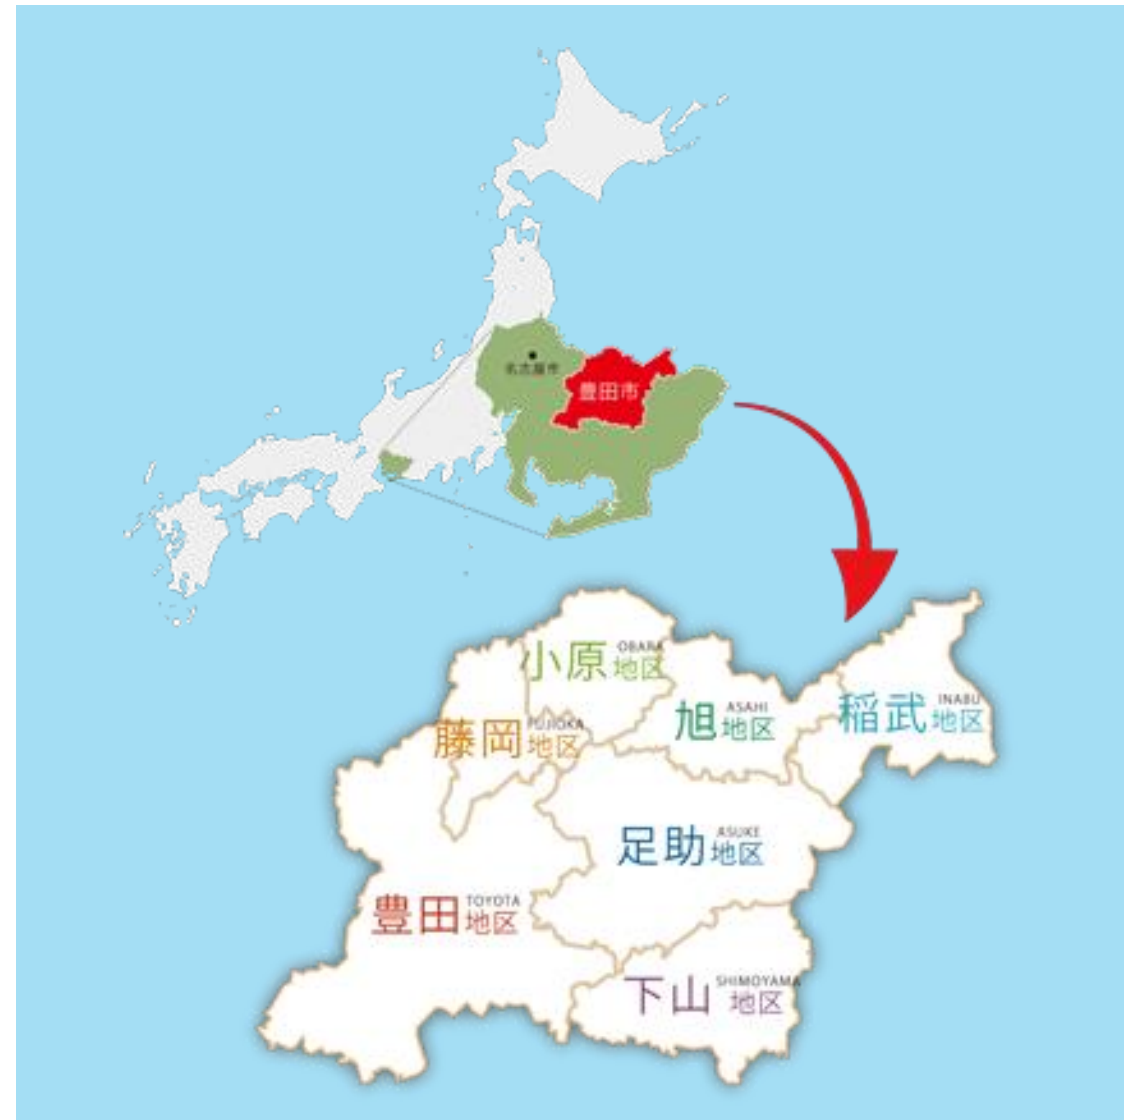 名古屋市
豊田市
OBARA
小原地区
INABU
稲武地区
ASAHI
旭地区
FUJIOKA
藤岡地区
ASUKE
足助地区
TOYOTA
豊田地区
SHIMOYAMA
下山地区